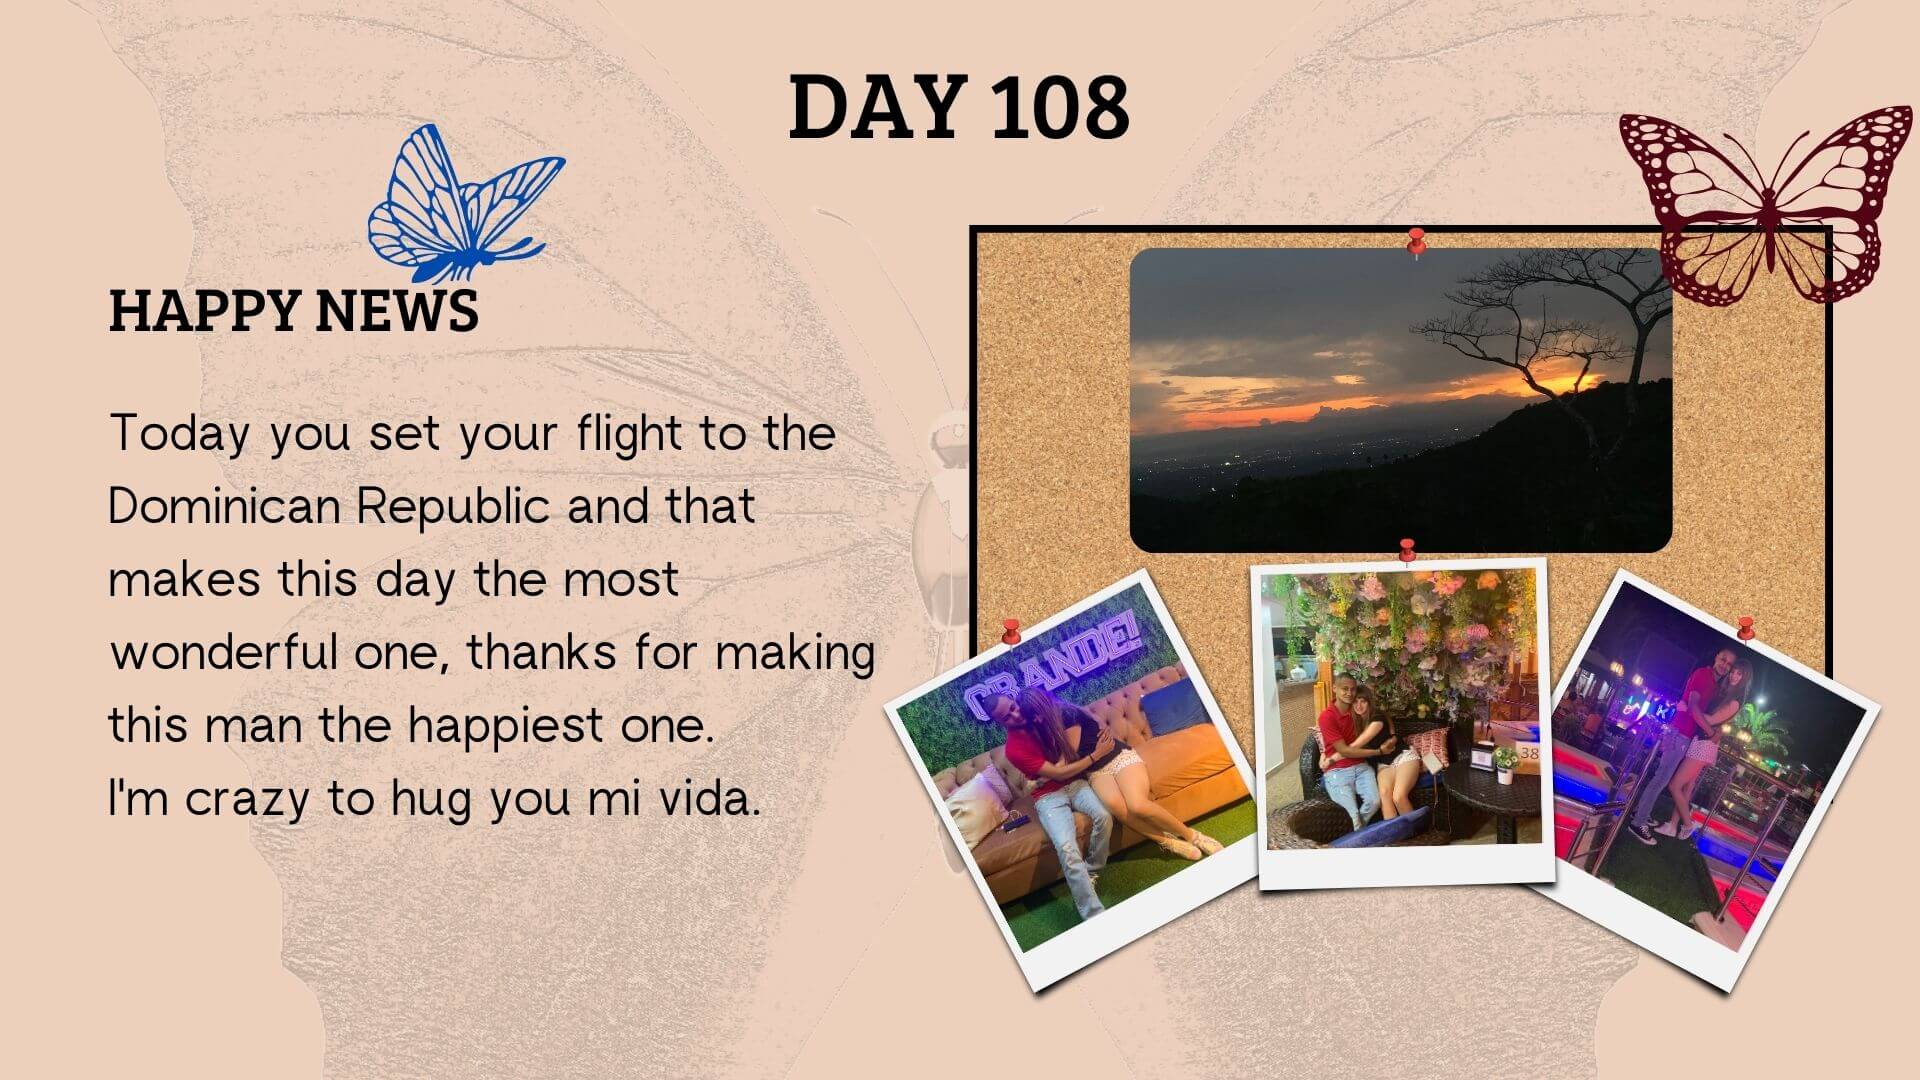 DAY 108
HAPPY NEWS
Today you set your flight to the
Dominican Republic and that
makes this day the most
wonderful one, thanks for making
this man the happiest one.
I'm crazy to hug you mi vida.
GRANDE!
38